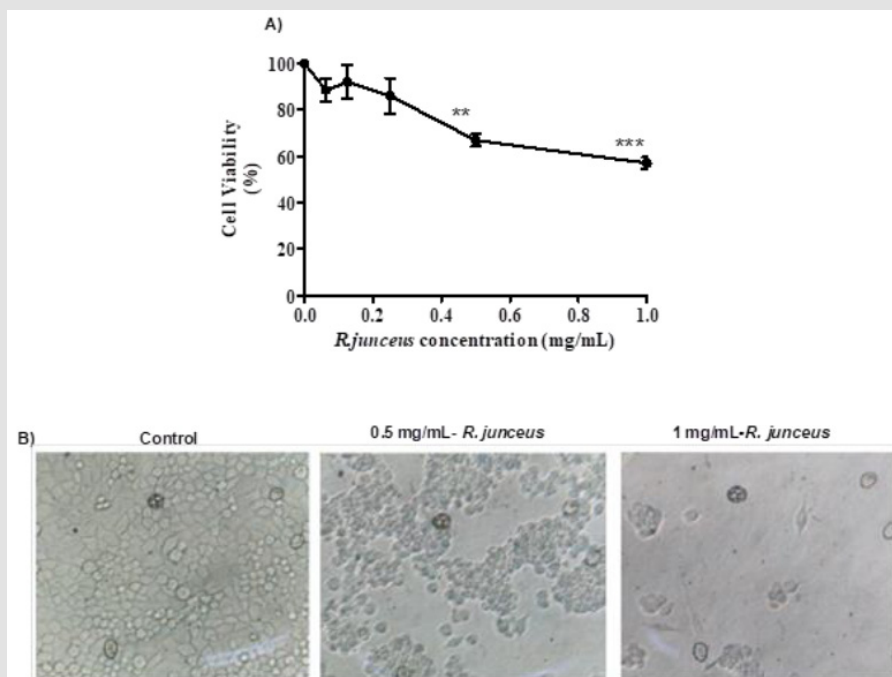 A)
100
80
60
40
20
0
Cell Viability
(%)
**
***
0.0 0.2 0.4 0.6 0.8 1.0
R.junceus concentration (mg/mL)
B)
Control
0.5 mg/mL- R. junceus
1 mg/mL-R. junceus